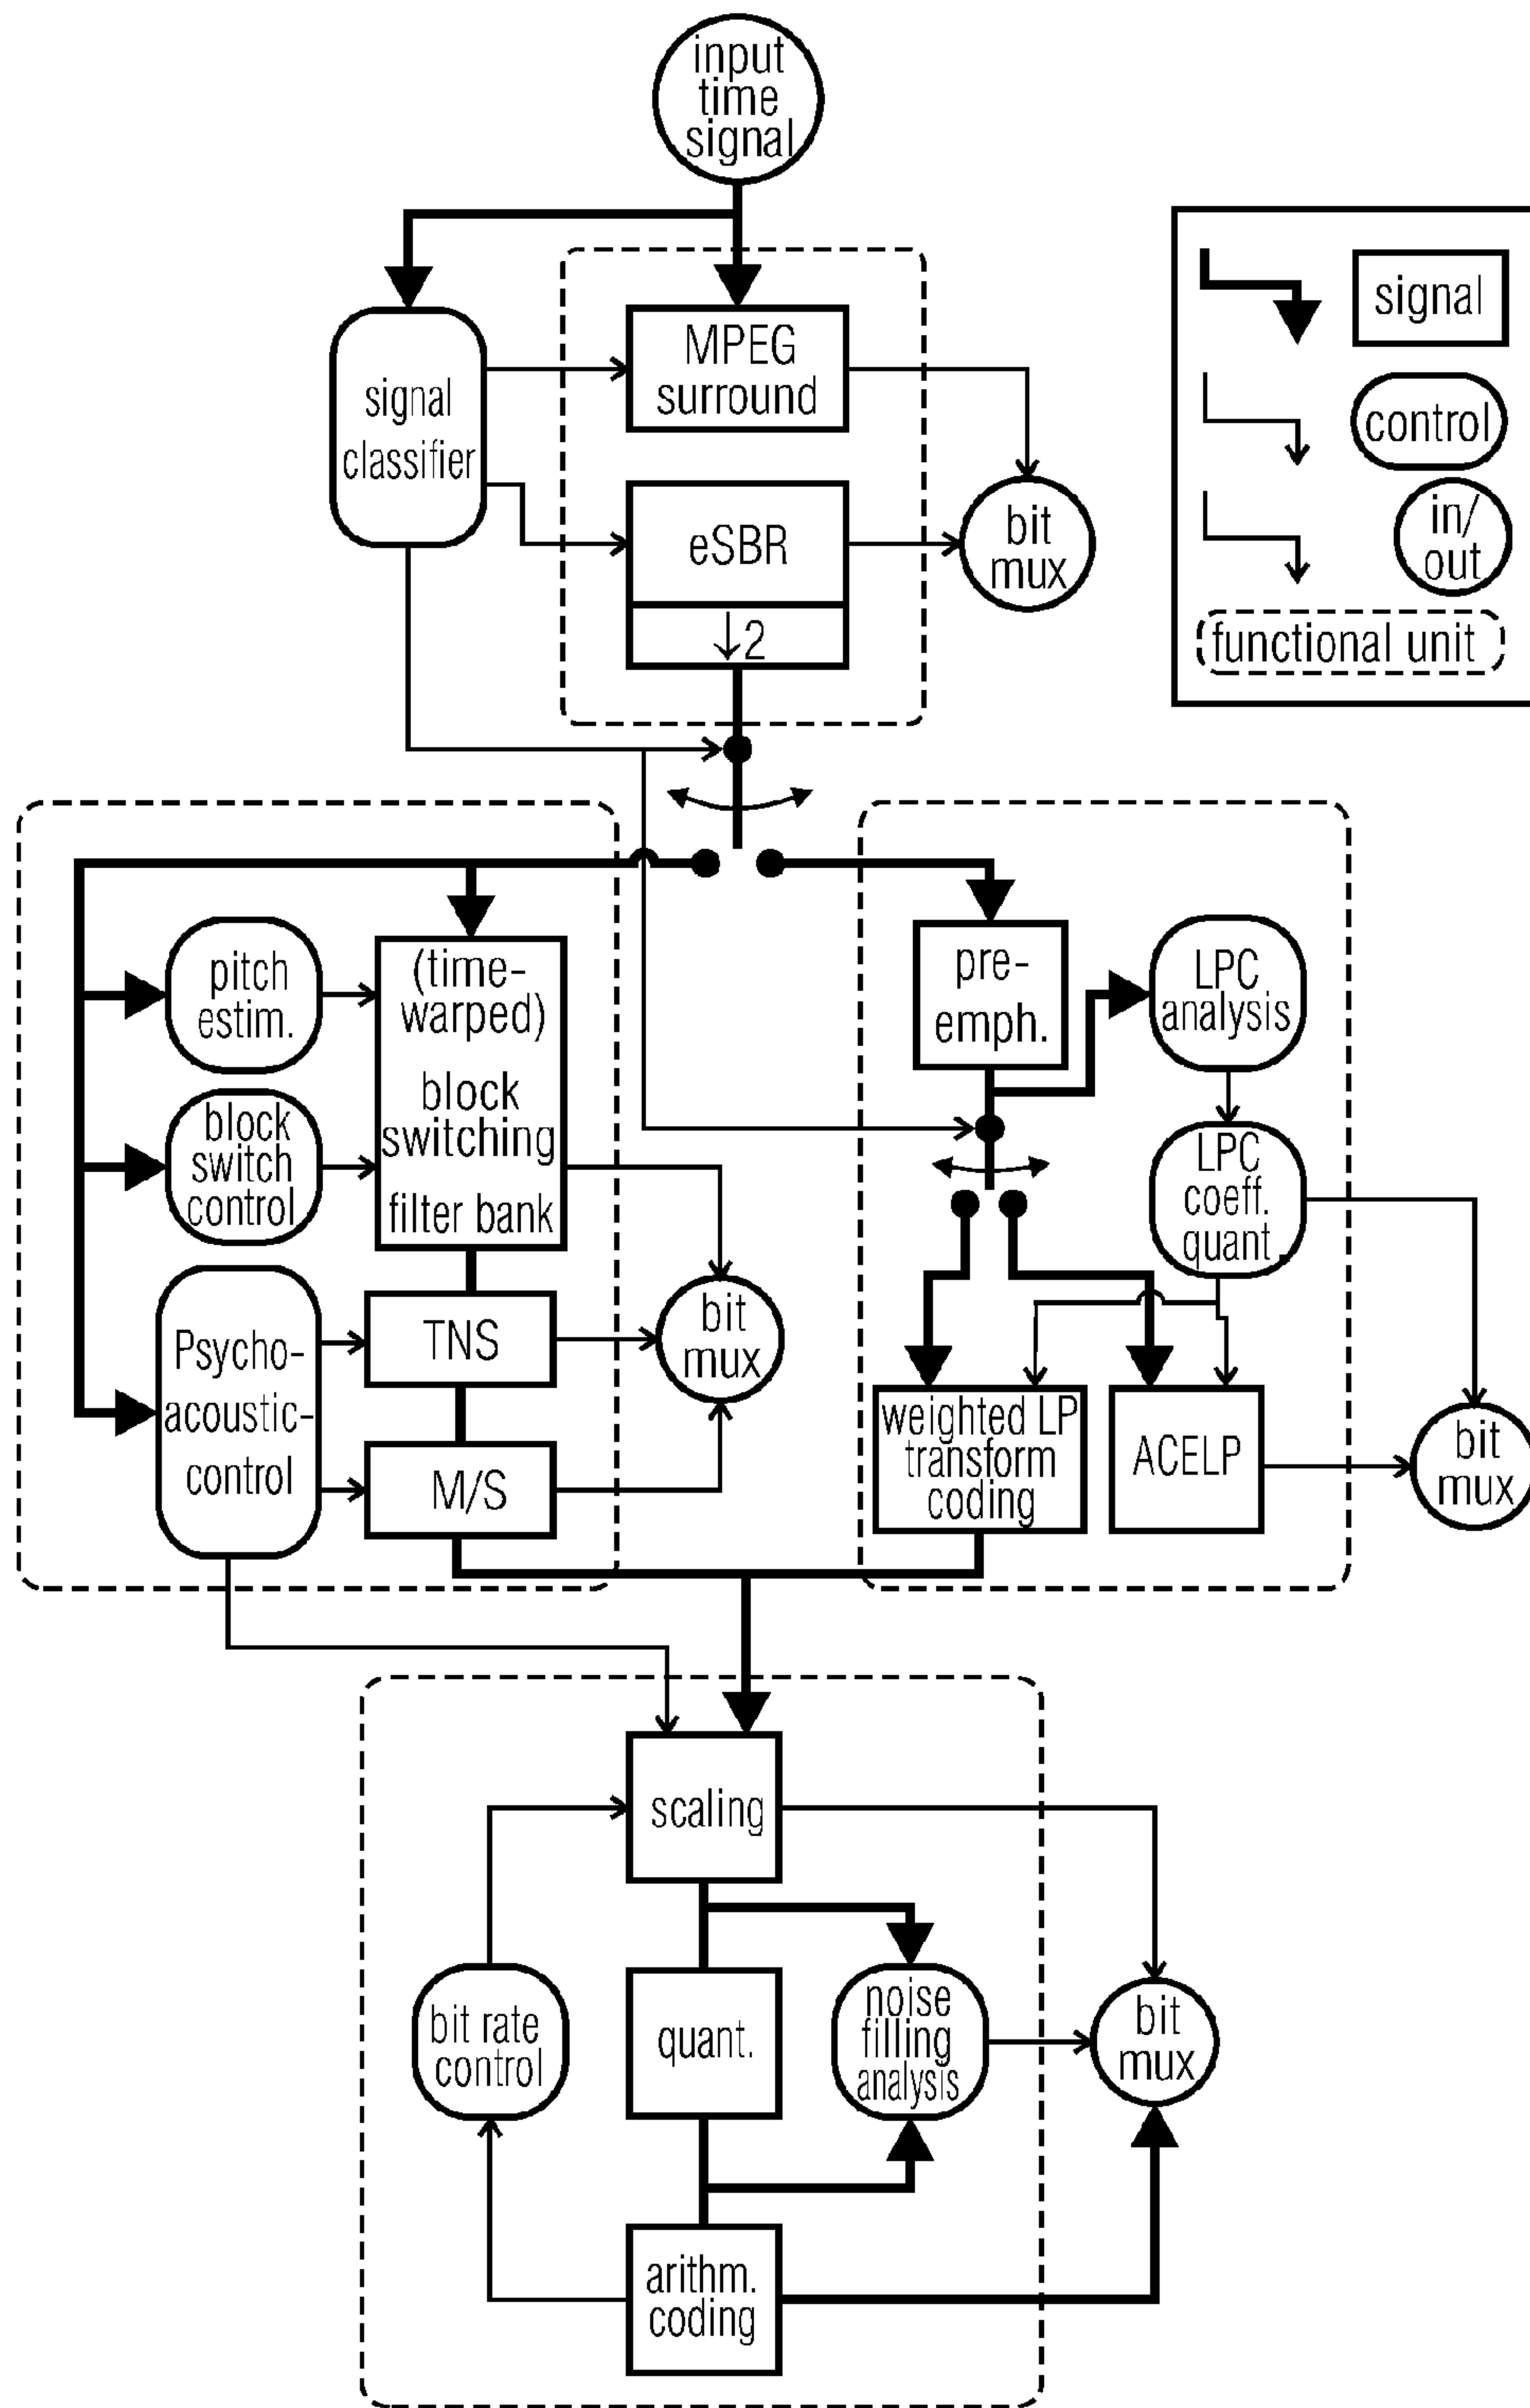 input
time
signal
signal
classifier
MPEG
surround
eSBR
↓2
bit
mux
signal
control
in/
out
functional unit
pitch
estim.
block
switch
control
Psycho-
acoustic-
control
(time-
warped)
block
switching
filter bank
TNS
M/S
bit
mux
pre-
emph.
LPC
analysis
LPC
coeff.
quant.
weighted LP
transform
coding
ACELP
bit
mux
scaling
bit rate
control
quant.
noise
filling
analysis
bit
mux
arithm.
coding